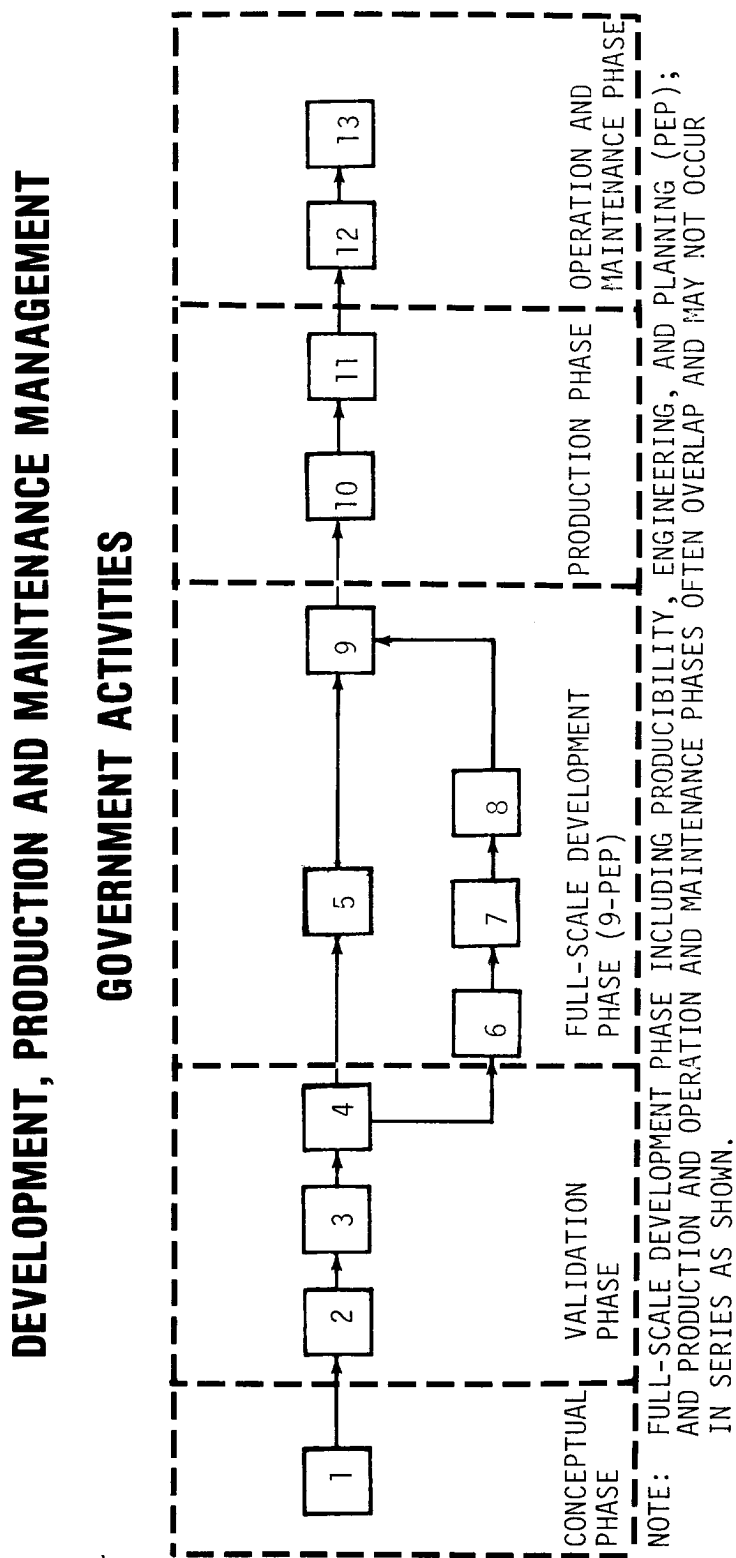 DEVELOPMENT, PRODUCTION AND MAINTENANCE MANAGEMENT
GOVERNMENT ACTIVITIES
1
2
3
4
5
6
7
8
9
10
11
12
13
CONCEPTUAL
PHASE
VALIDATION
PHASE
FULL-SCALE DEVELOPMENT
PHASE (9-PEP)
PRODUCTION PHASE
OPERATION AND
MAINTENANCE PHASE
NOTE: FULL-SCALE DEVELOPMENT PHASE INCLUDING PRODUCIBILITY, ENGINEERING, AND PLANNING (PEP);
AND PRODUCTION AND OPERATION AND MAINTENANCE PHASES OFTEN OVERLAP AND MAY NOT OCCUR
IN SERIES AS SHOWN.